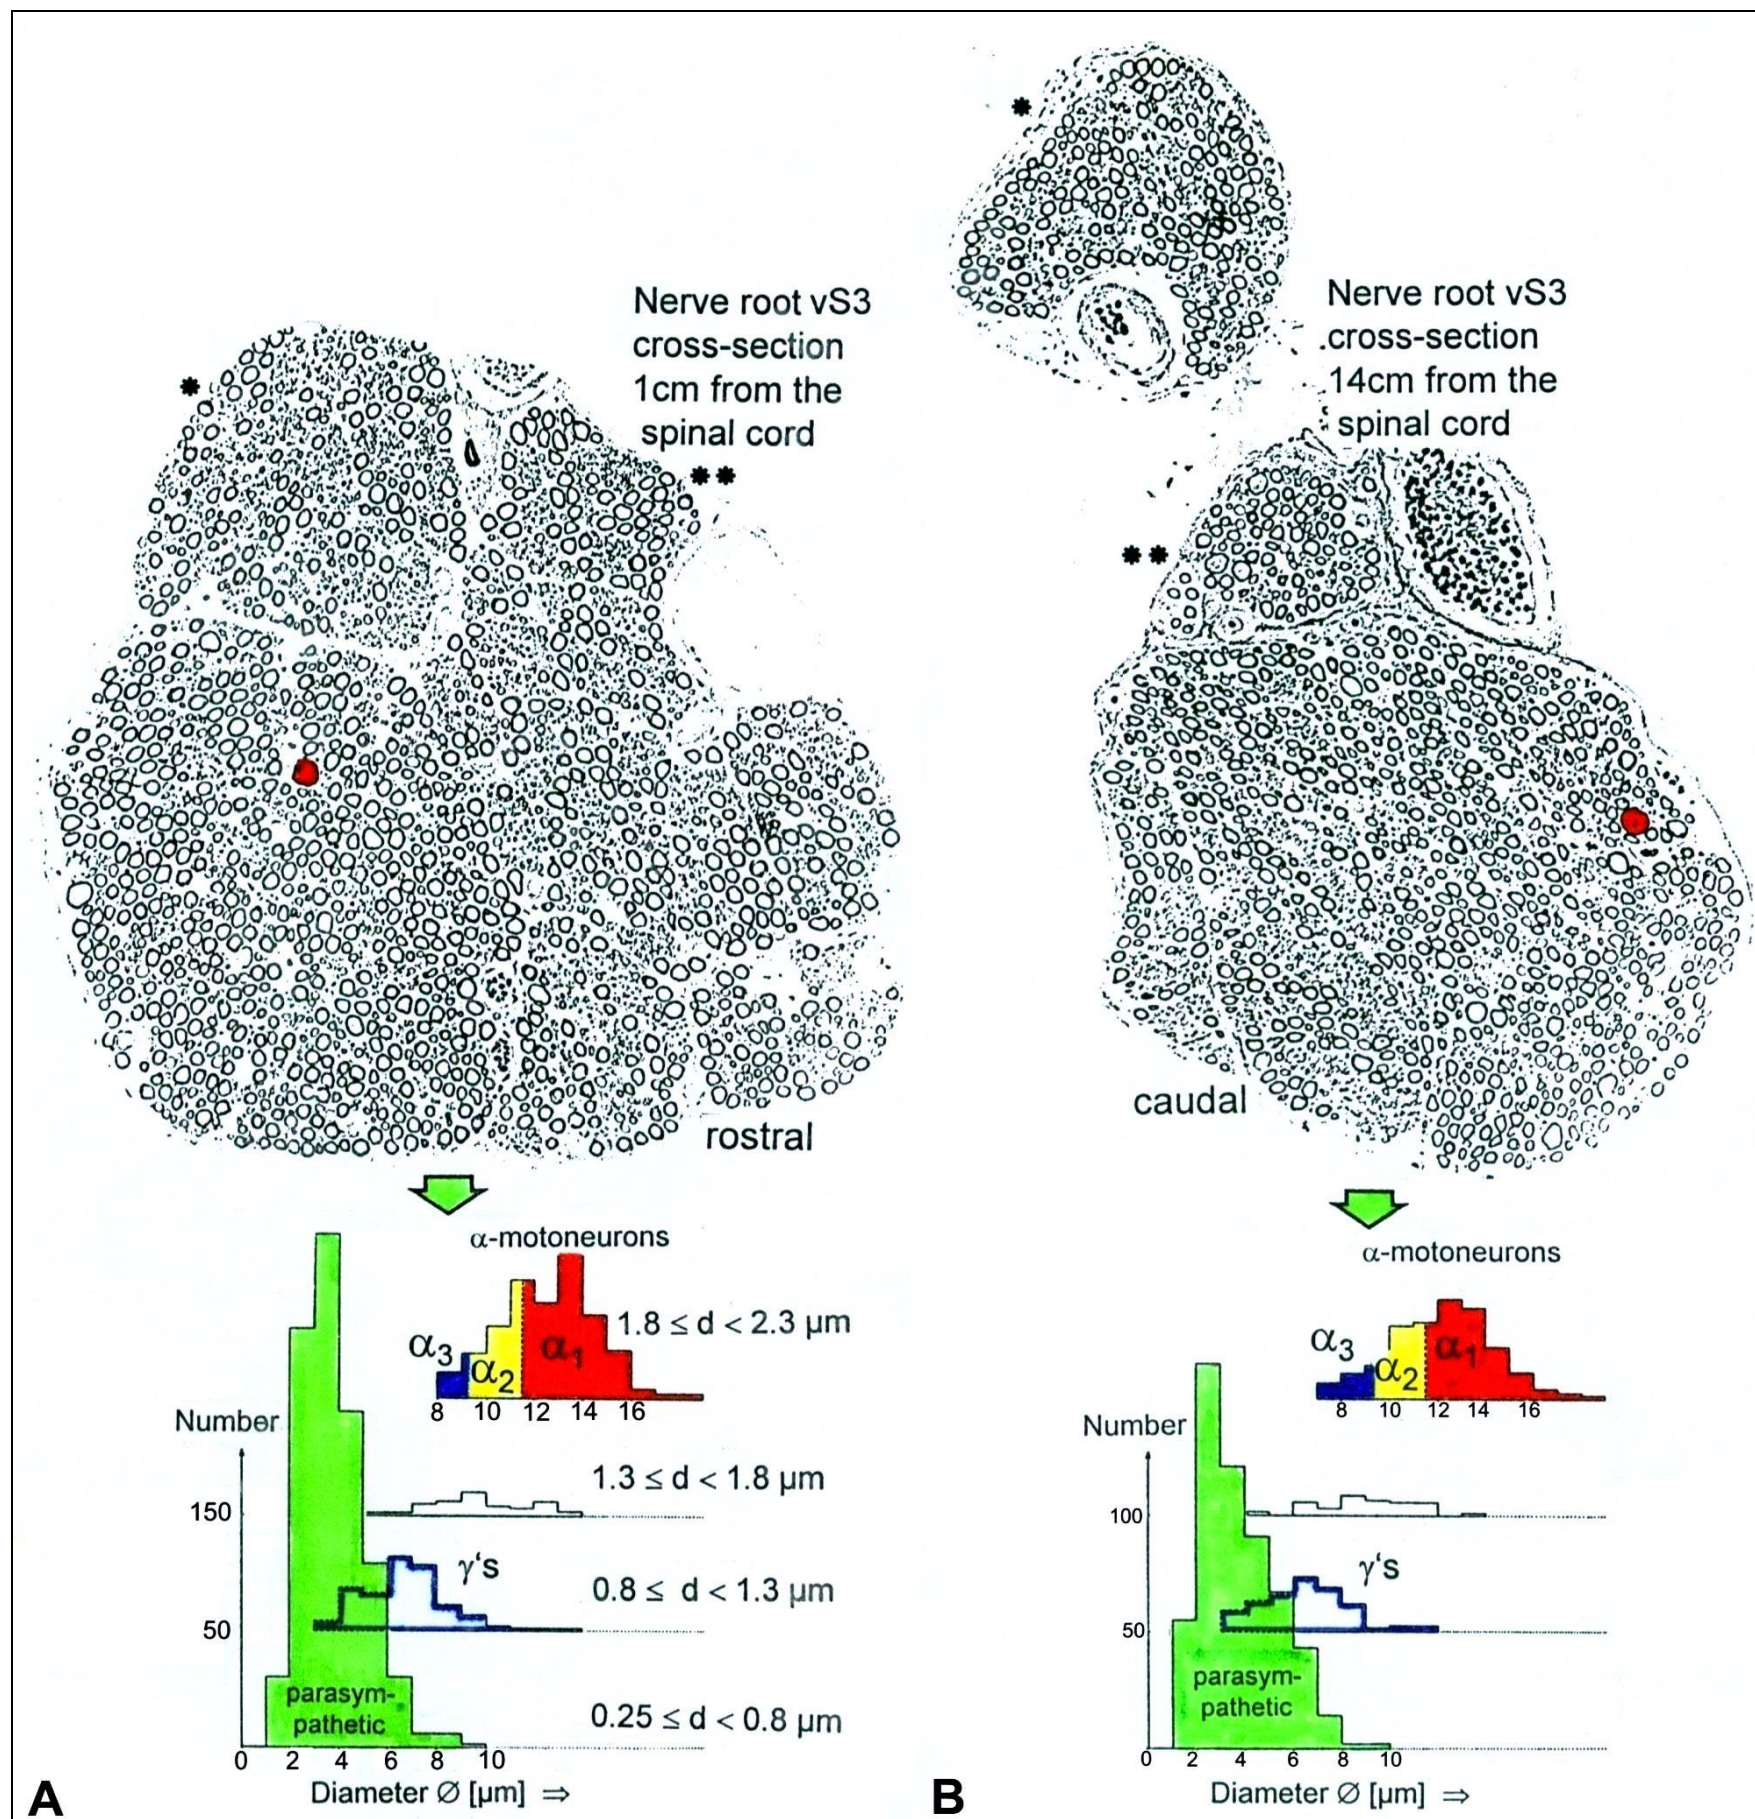 *
**
Nerve root vS3
cross-section
1cm from the
spinal cord
rostral
α-motoneurons
α3
α2
α1
1.8 ≤ d < 2.3 µm
8 10 12 14 16
Number
1.3 ≤ d < 1.8 µm
150
γ's
0.8 ≤ d < 1.3 µm
50
parasym-
pathetic
0.25 ≤ d < 0.8 µm
0 2 4 6 8 10
Diameter Ø [µm] ⇒
A
*
Nerve root vS3
cross-section
14cm from the
spinal cord
**
caudal
α-motoneurons
α3
α2
α1
8 10 12 14 16
Number
100
γ's
50
parasym-
pathetic
0 2 4 6 8 10
Diameter Ø [µm] ⇒
B